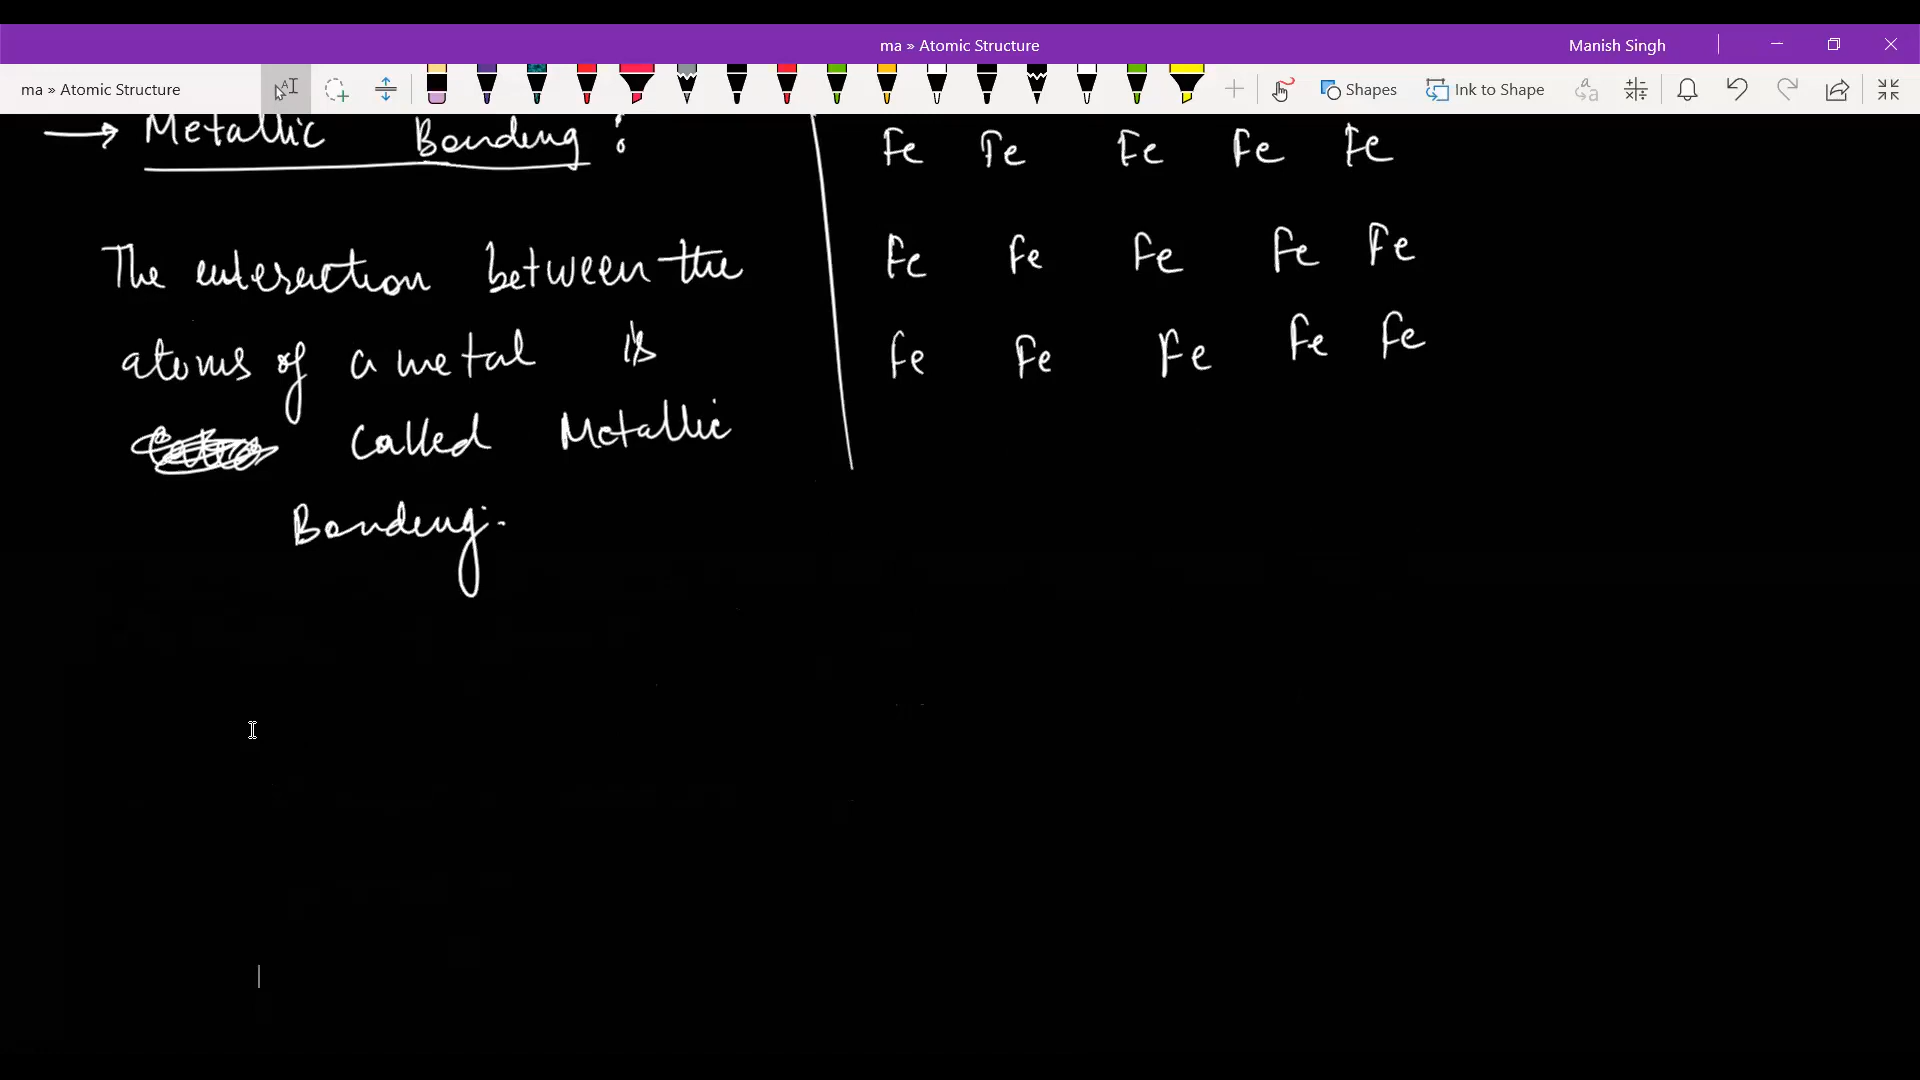 ma » Atomic Structure
Manish Singh
ma » Atomic Structure
Shapes
Ink to Shape
→ Metallic Bonding :
The interaction between the
atoms of a metal is
called Metallic
Bonding.
Fe Fe Fe Fe Fe
Fe Fe Fe Fe Fe
Fe Fe Fe Fe Fe